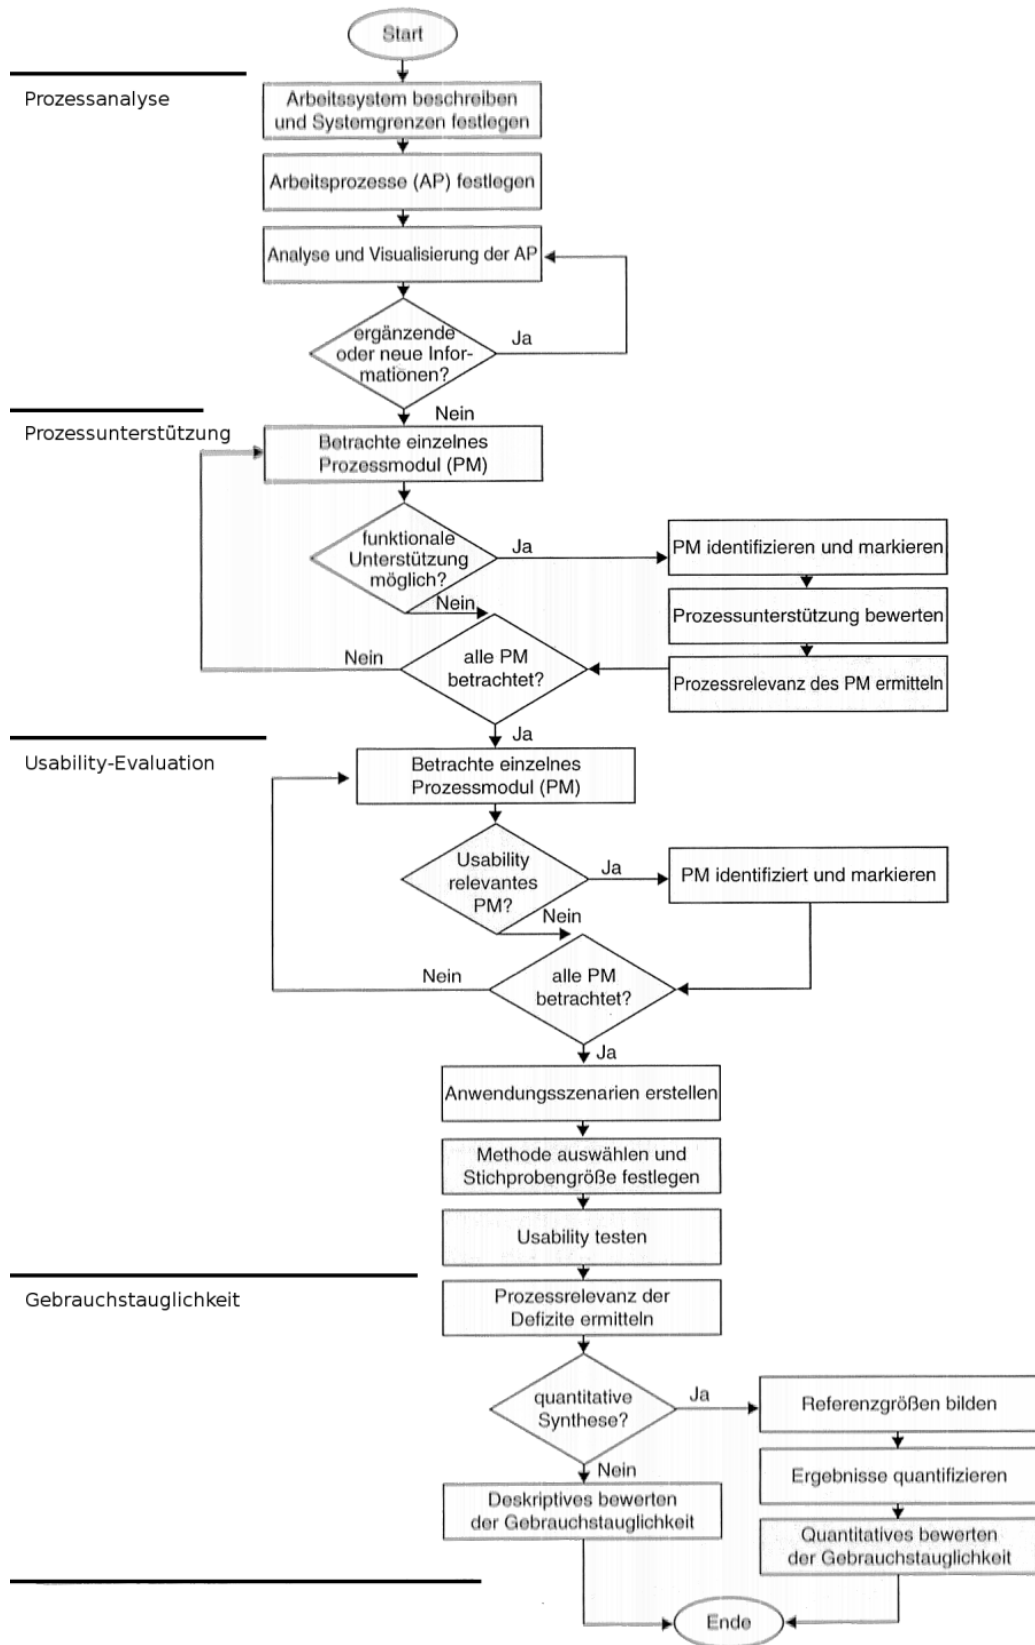 Start
Prozessanalyse
Arbeitssystem beschreiben
und Systemgrenzen festlegen
Arbeitsprozesse (AP) festlegen
Analyse und Visualisierung der AP
ergänzende
oder neue Infor-
mationen?
Ja
Nein
Prozessunterstützung
Betrachte einzelnes
Prozessmodul (PM)
funktionale
Unterstützung
möglich?
Ja
PM identifizieren und markieren
Nein
Prozessunterstützung bewerten
Nein
alle PM
betrachtet?
Prozessrelevanz des PM ermitteln
Ja
Usability-Evaluation
Betrachte einzelnes
Prozessmodul (PM)
Usability
relevantes
PM?
Ja
PM identifiziert und markieren
Nein
Nein
alle PM
betrachtet?
Ja
Anwendungsszenarien erstellen
Methode auswählen und
Stichprobengröße festlegen
Usability testen
Gebrauchstauglichkeit
Prozessrelevanz der
Defizite ermitteln
quantitative
Synthese?
Ja
Referenzgrößen bilden
Nein
Ergebnisse quantifizieren
Deskriptives bewerten
der Gebrauchstauglichkeit
Quantitatives bewerten
der Gebrauchstauglichkeit
Ende